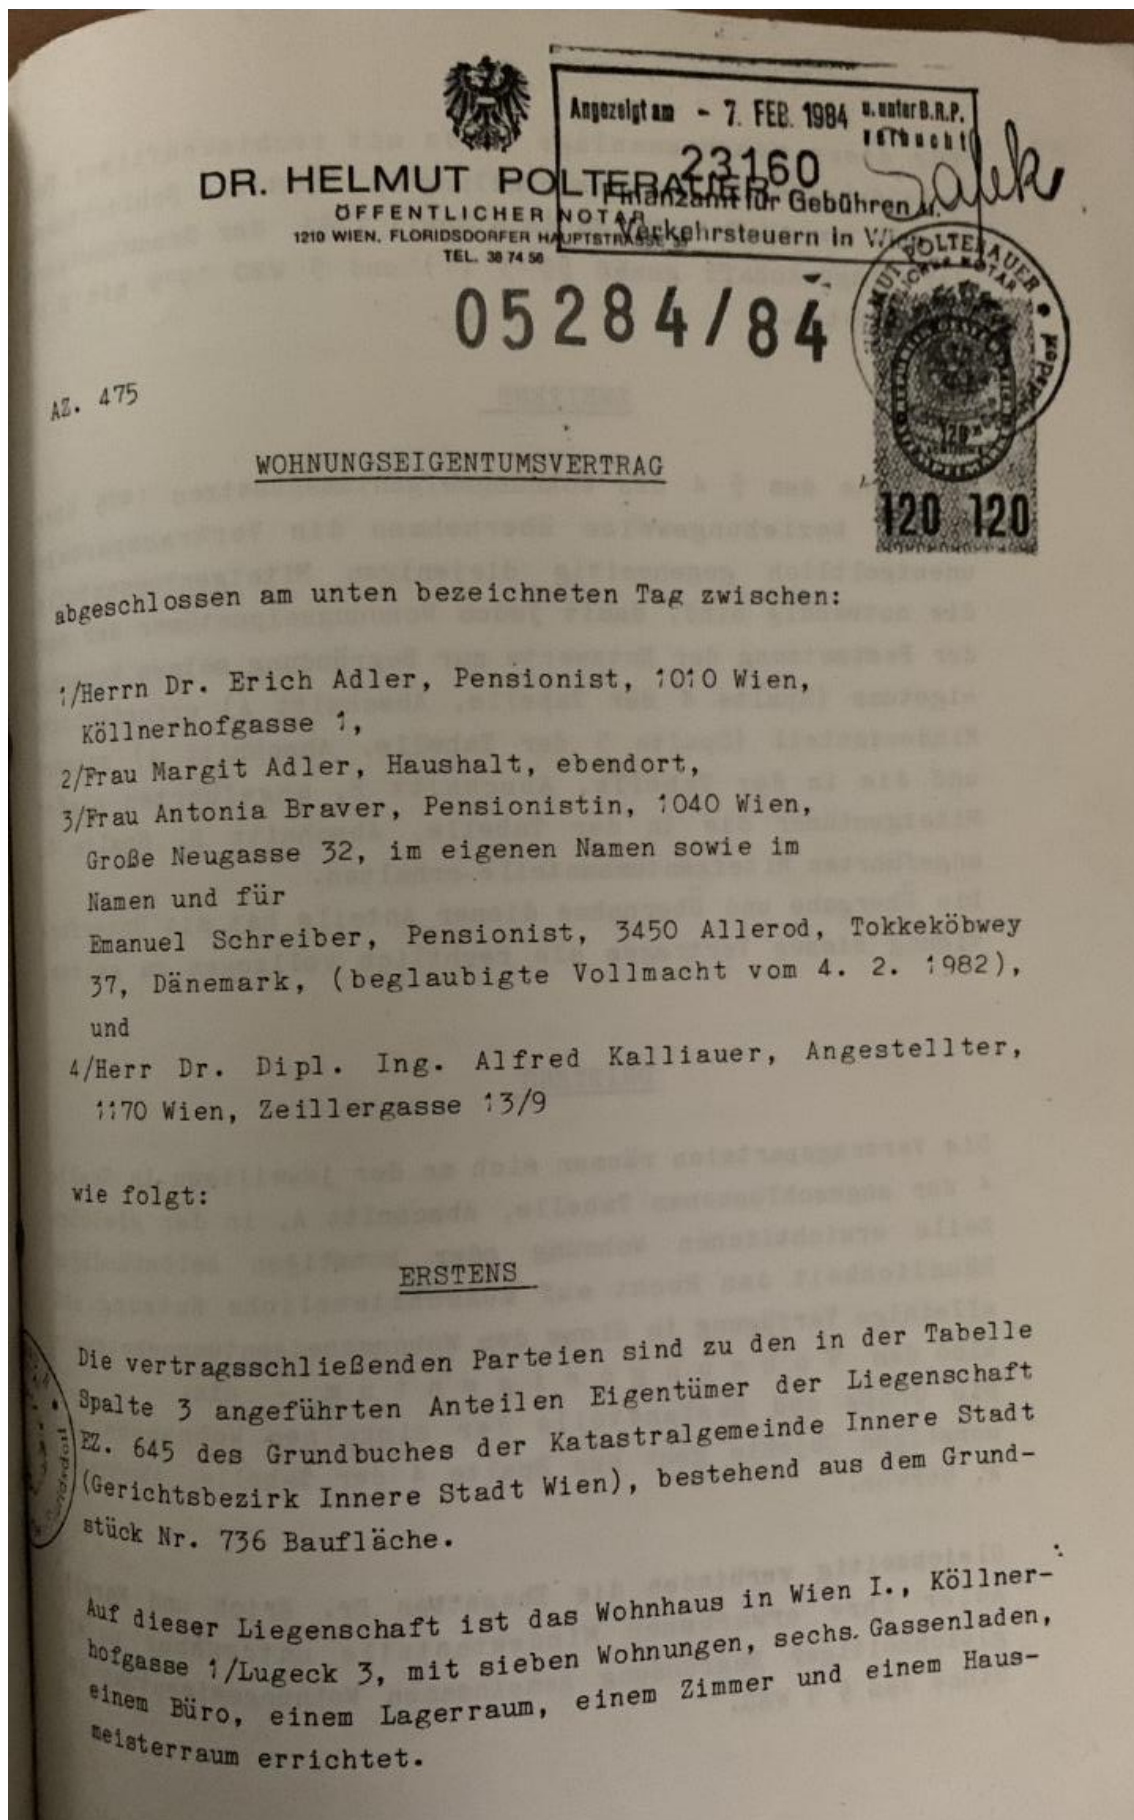 Angezeigt am - 7. FEB. 1984 u. unter B.R.P.
23160 verbucht
Finanzamt für Gebühren u.
Verkehrsteuern in Wien
DR. HELMUT POLTERAUER
ÖFFENTLICHER NOTAR
1210 WIEN, FLORIDSDORFER HAUPTSTRASSE
TEL. 38 74 56
HELMUT POLTERAUER
05284/84
AZ. 475
120 120
WOHNUNGSEIGENTUMSVERTRAG
abgeschlossen am unten bezeichneten Tag zwischen:
1/Herrn Dr. Erich Adler, Pensionist, 1010 Wien,
Köllnerhofgasse 1,
2/Frau Margit Adler, Haushalt, ebendort,
3/Frau Antonia Braver, Pensionistin, 1040 Wien,
Große Neugasse 32, im eigenen Namen sowie im
Namen und für
Emanuel Schreiber, Pensionist, 3450 Allerod, Tokkeköbwey
37, Dänemark, (beglaubigte Vollmacht vom 4. 2. 1982),
und
4/Herr Dr. Dipl. Ing. Alfred Kalliauer, Angestellter,
1170 Wien, Zeillergasse 13/9
wie folgt:
ERSTENS
Die vertragsschließenden Parteien sind zu den in der Tabelle
Spalte 3 angeführten Anteilen Eigentümer der Liegenschaft
EZ. 645 des Grundbuches der Katastralgemeinde Innere Stadt
(Gerichtsbezirk Innere Stadt Wien), bestehend aus dem Grund-
stück Nr. 736 Baufläche.
Auf dieser Liegenschaft ist das Wohnhaus in Wien I., Köllner-
hofgasse 1/Lugeck 3, mit sieben Wohnungen, sechs Gassenladen,
einem Büro, einem Lagerraum, einem Zimmer und einem Haus-
meisterraum errichtet.